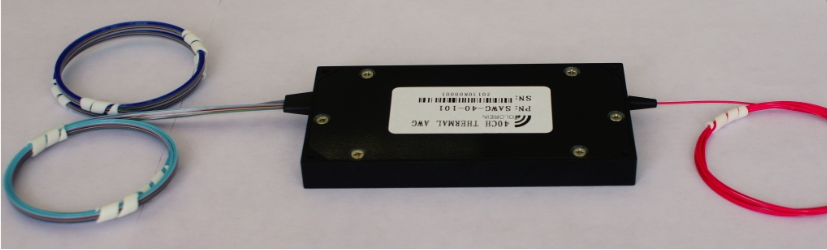 40CH THERMAL AWG
PN: SAWG-40-101
SN: